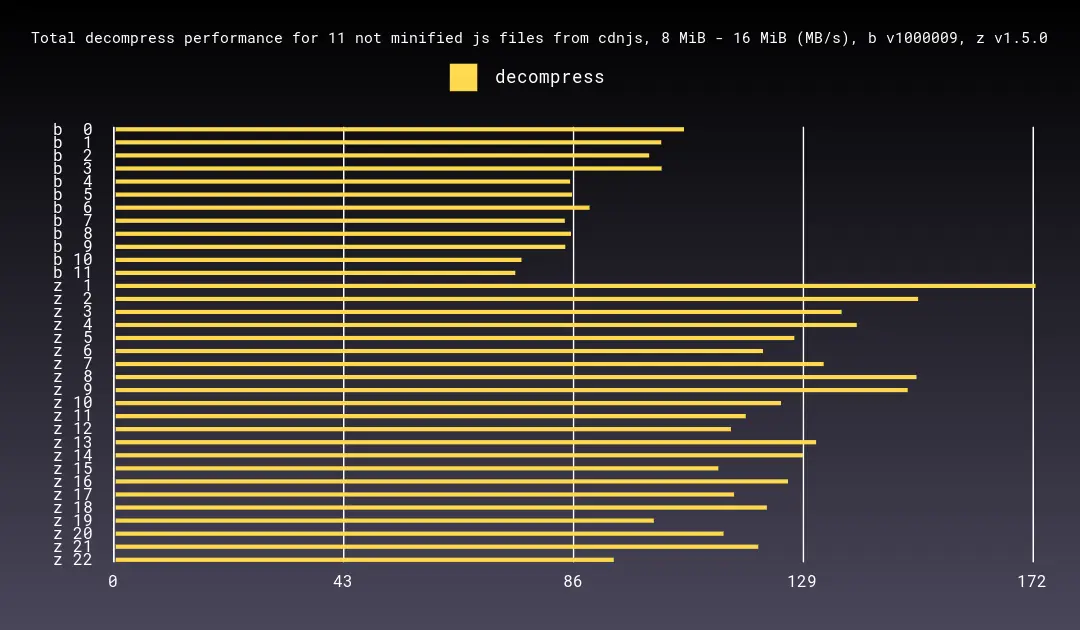 Total decompress performance for 11 not minified js files from cdnjs, 8 MiB - 16 MiB (MB/s), b v1000009, z v1.5.0
decompress
b 0
b 1
b 2
b 3
b 4
b 5
b 6
b 7
b 8
b 9
b 10
b 11
z 1
z 2
z 3
z 4
z 5
z 6
z 7
z 8
z 9
z 10
z 11
z 12
z 13
z 14
z 15
z 16
z 17
z 18
z 19
z 20
z 21
z 22
0 43 86 129 172